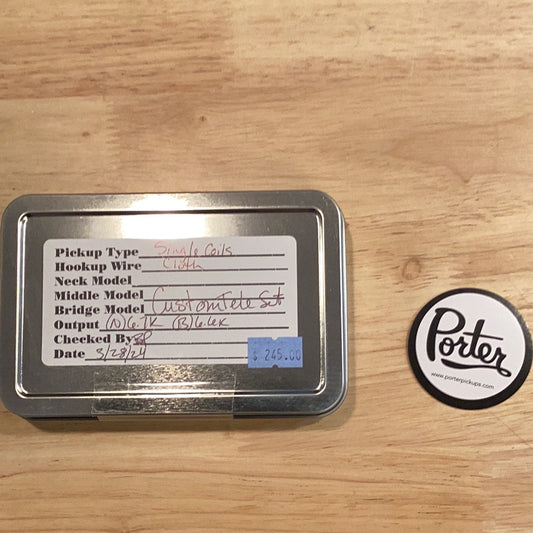 Pickup Type Single Coils
Hookup Wire Cloth
Neck Model
Middle Model
Bridge Model Custom Tele Set
Output (N) 6.7K (B) 6.6K
Checked By
Date 3/28/24
$ 245.00
Porter
www.porterpickups.com